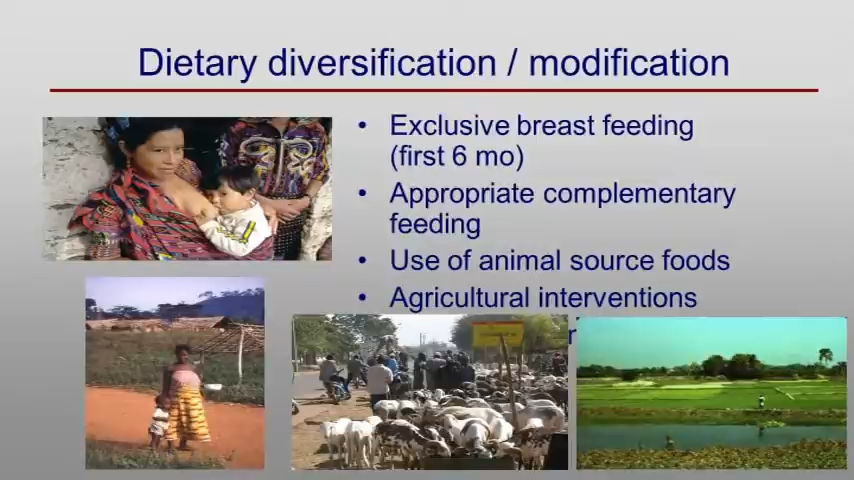 Dietary diversification / modification
• Exclusive breast feeding
(first 6 mo)
• Appropriate complementary
feeding
• Use of animal source foods
• Agricultural interventions